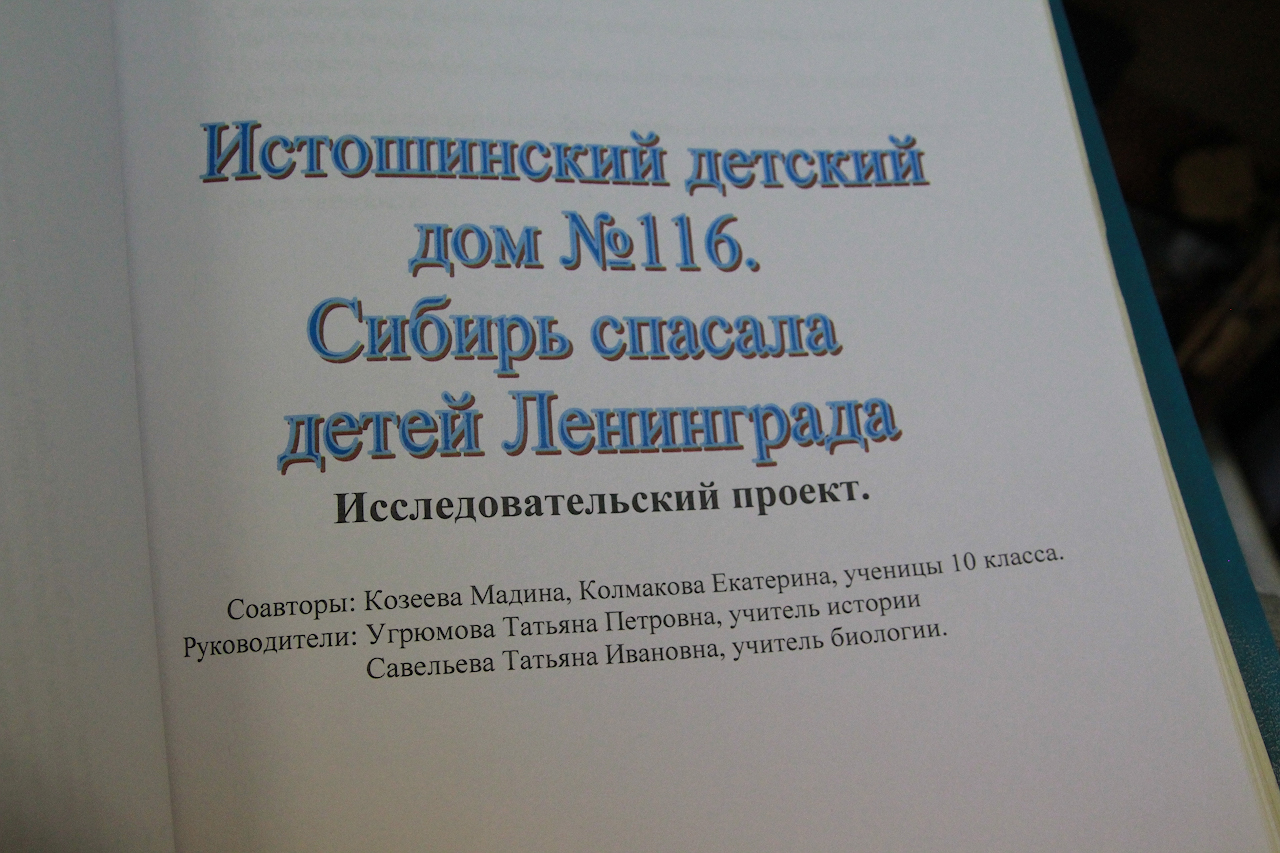 Истошинский детский
дом №116.
Сибирь спасала
детей Ленинграда
Исследовательский проект.
Соавторы: Козеева Мадина, Колмакова Екатерина, ученицы 10 класса.
Руководители: Угрюмова Татьяна Петровна, учитель истории
Савельева Татьяна Ивановна, учитель биологии.